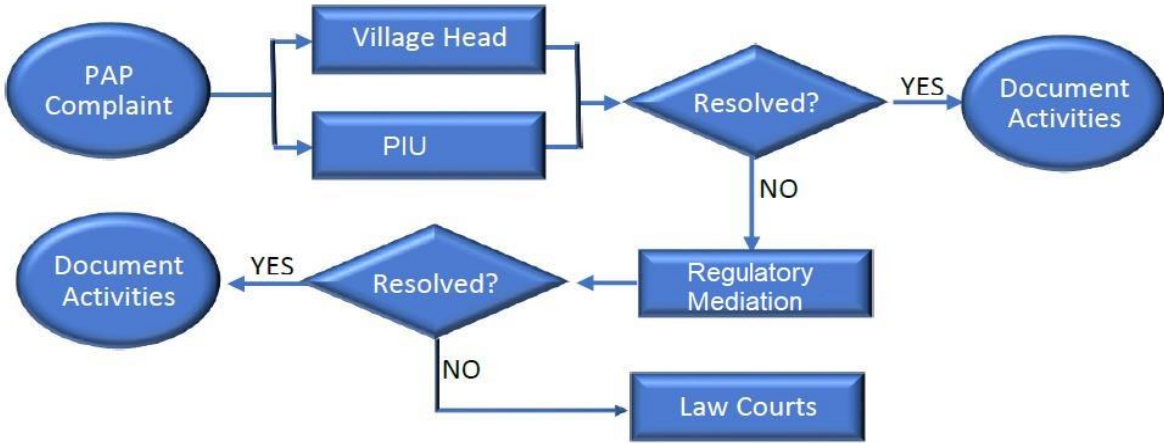 PAP
Complaint
Village Head
PIU
Resolved?
YES
Document
Activities
NO
Regulatory
Mediation
Resolved?
YES
Document
Activities
NO
Law Courts